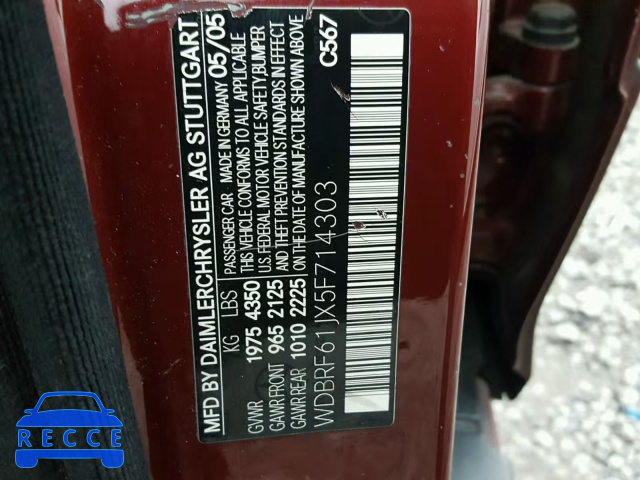 MFD BY DAIMLERCHRYSLER AG STUTTGART
PASSENGER CAR - MADE IN GERMANY 05/05
THIS VEHICLE CONFORMS TO ALL APPLICABLE
U.S. FEDERAL MOTOR VEHICLE SAFETY/BUMPER
AND THEFT PREVENTION STANDARDS IN EFFECT
ON THE DATE OF MANUFACTURE SHOWN ABOVE
KG LBS
GVWR 1975 4350
GAWR FRONT 965 2125
GAWR REAR 1010 2225
C567
WDBRF61JX5F714303
RECCE